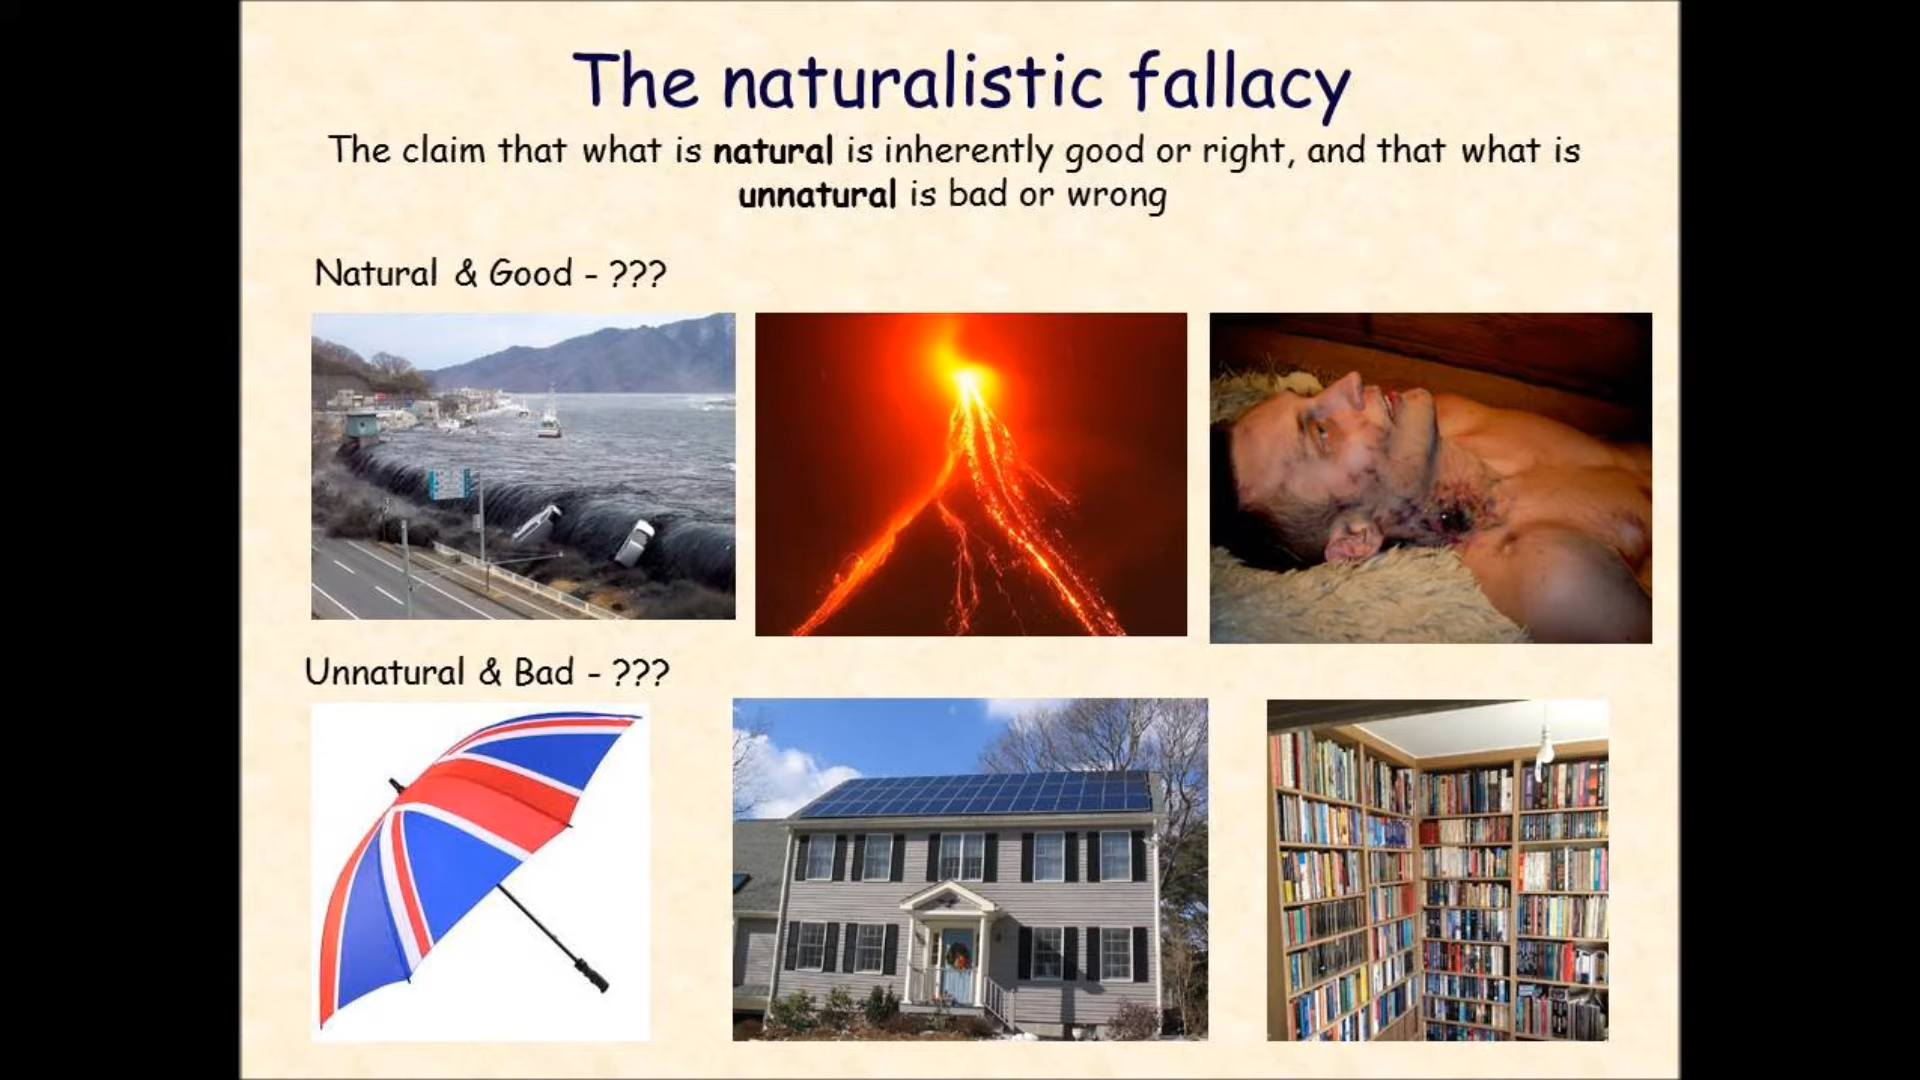 The naturalistic fallacy
The claim that what is natural is inherently good or right, and that what is
unnatural is bad or wrong
Natural & Good - ???
Unnatural & Bad - ???